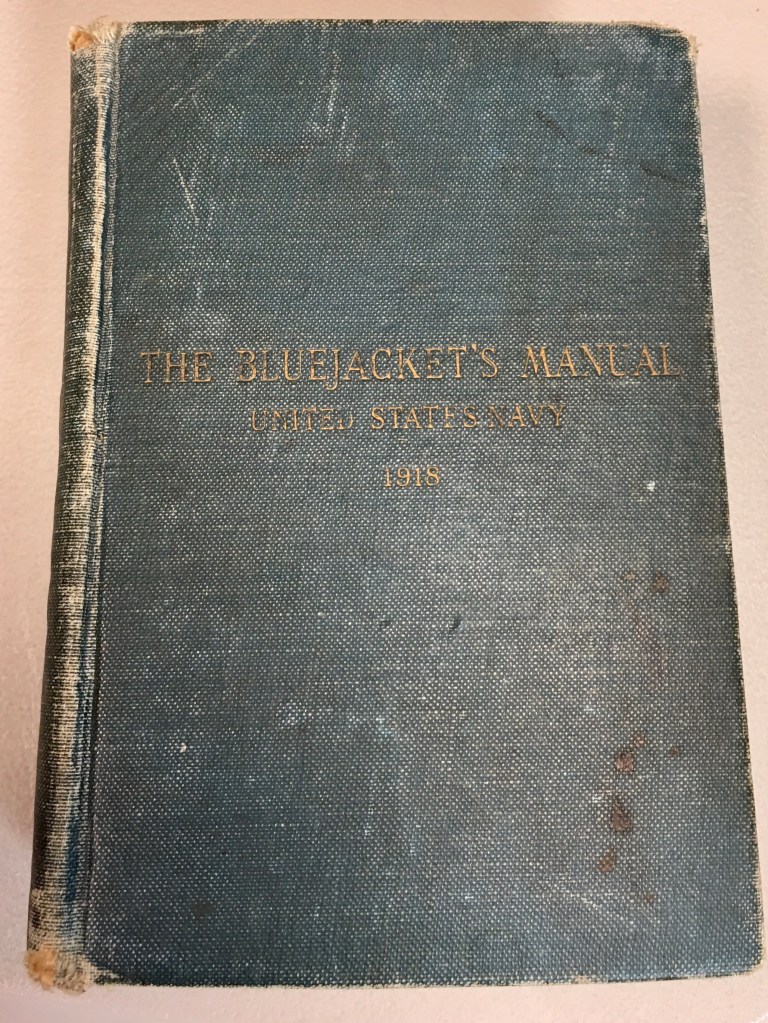 THE BLUEJACKET'S MANUAL
UNITED STATES NAVY
1918